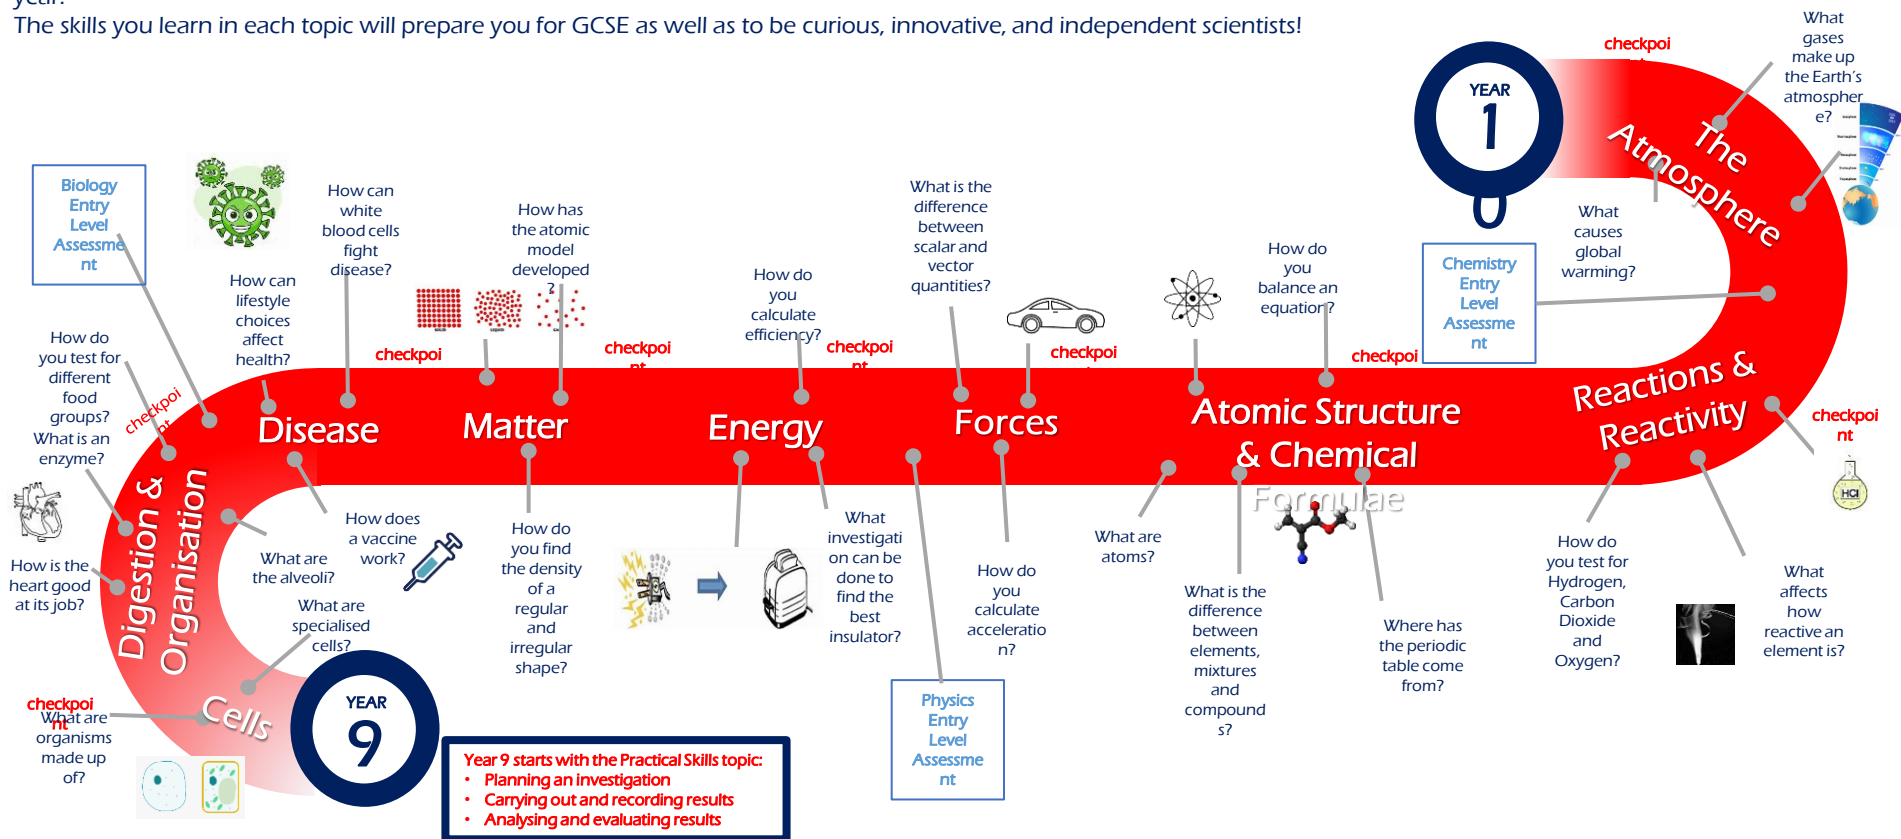 year.
The skills you learn in each topic will prepare you for GCSE as well as to be curious, innovative, and independent scientists!
YEAR
1
0
checkpoi
What
gases
make up
the Earth's
atmospher
e?
The
Atmosphere
What
causes
global
warming?
Chemistry
Entry
Level
Assessme
nt
Reactions &
Reactivity
checkpoi
nt
HCl
What
affects
how
reactive an
element is?
How do
you test for
Hydrogen,
Carbon
Dioxide
and
Oxygen?
checkpoi
How do
you
balance an
equation?
Atomic Structure
& Chemical
Formulae
Where has
the periodic
table come
from?
What is the
difference
between
elements,
mixtures
and
compound
s?
What are
atoms?
checkpoi
What is the
difference
between
scalar and
vector
quantities?
Forces
How do
you
calculate
acceleratio
n?
Physics
Entry
Level
Assessme
nt
checkpoi
nt
How do
you
calculate
efficiency?
Energy
What
investigati
on can be
done to
find the
best
insulator?
checkpoi
nt
How has
the atomic
model
developed
?
Matter
How do
you find
the density
of a
regular
and
irregular
shape?
checkpoi
How can
white
blood cells
fight
disease?
How can
lifestyle
choices
affect
health?
Disease
How does
a vaccine
work?
Biology
Entry
Level
Assessme
nt
checkpoi
nt
How do
you test for
different
food
groups?
What is an
enzyme?
Digestion &
Organisation
How is the
heart good
at its job?
What are
the alveoli?
What are
specialised
cells?
checkpoi
nt
Cells
What are
organisms
made up
of?
YEAR
9
Year 9 starts with the Practical Skills topic:
• Planning an investigation
• Carrying out and recording results
• Analysing and evaluating results